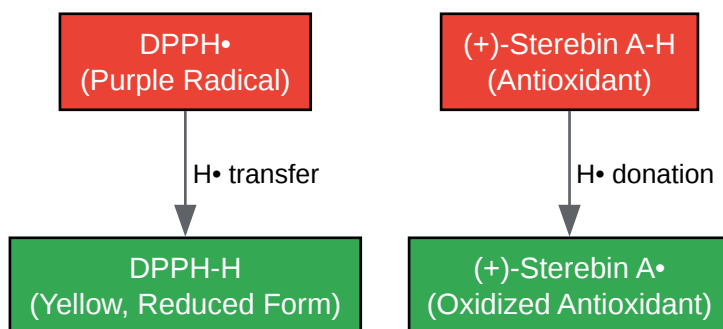 DPPH•
(Purple Radical)
(+)-Sterebin A-H
(Antioxidant)
H• transfer
H• donation
DPPH-H
(Yellow, Reduced Form)
(+)-Sterebin A•
(Oxidized Antioxidant)